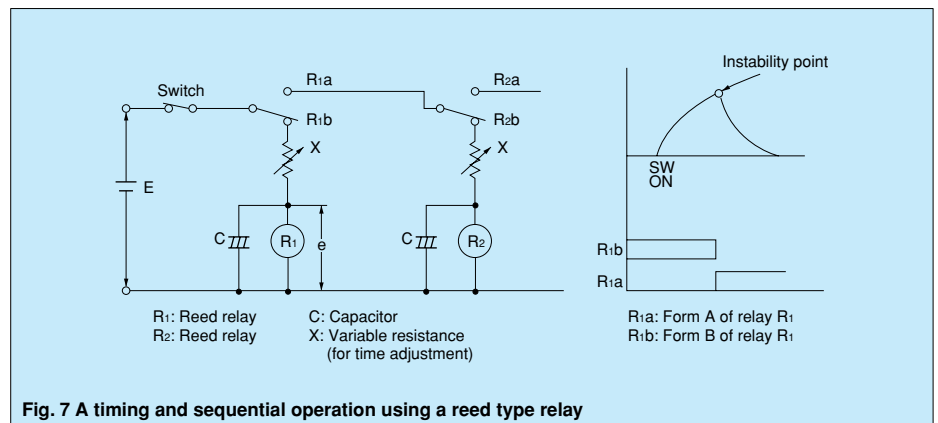 Switch
R1a
R1b
R2a
R2b
X
X
E
C
R1
e
C
R2
Instability point
SW
ON
R1b
R1a
R1: Reed relay
R2: Reed relay
C: Capacitor
X: Variable resistance
(for time adjustment)
R1a: Form A of relay R1
R1b: Form B of relay R1
Fig. 7 A timing and sequential operation using a reed type relay